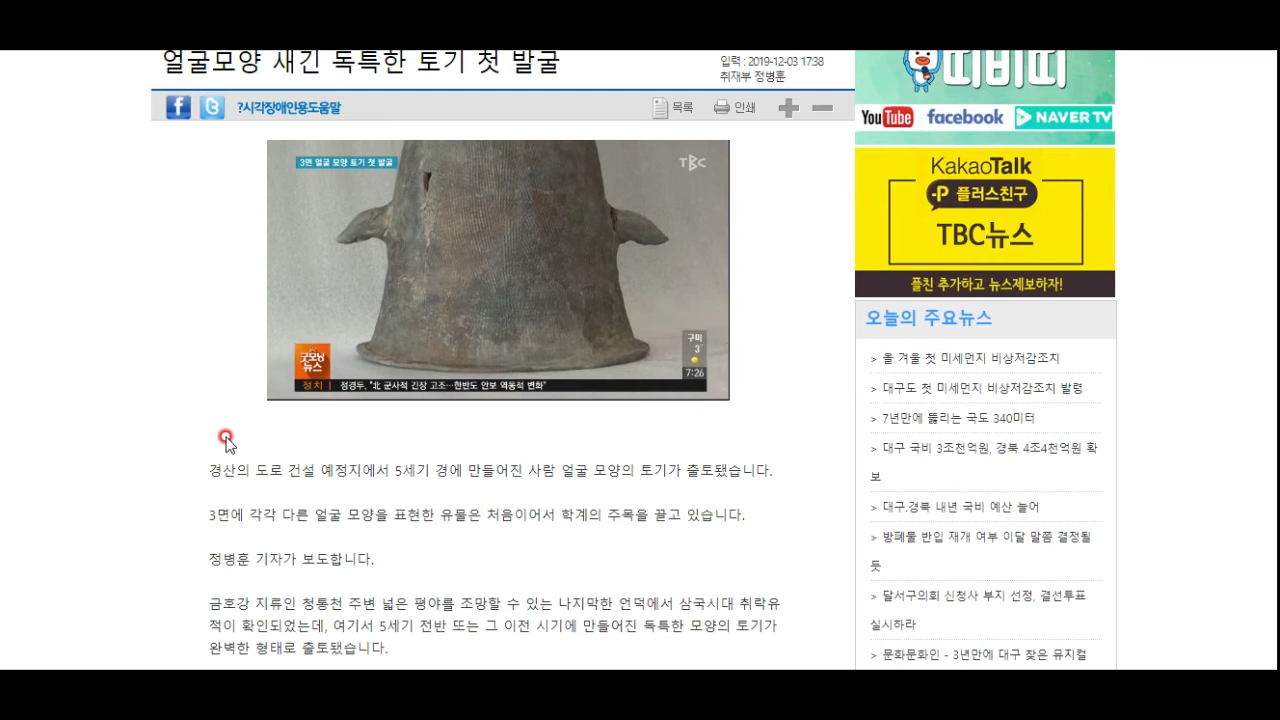 얼굴모양 새긴 독특한 토기 첫 발굴
입력 : 2019-12-03 17:38
취재부 정병훈
?시각장애인용도움말
목록
인쇄
3면 얼굴 모양 토기 첫 발굴
TBC
구미
3°
7:26
굿모닝
뉴스
정치 | 정경두, "北 군사적 긴장 고조…한반도 안보 역동적 변화"
경산의 도로 건설 예정지에서 5세기 경에 만들어진 사람 얼굴 모양의 토기가 출토됐습니다.
3면에 각각 다른 얼굴 모양을 표현한 유물은 처음이어서 학계의 주목을 끌고 있습니다.
정병훈 기자가 보도합니다.
금호강 지류인 청통천 주변 넓은 평야를 조망할 수 있는 나지막한 언덕에서 삼국시대 취락유
적이 확인되었는데, 여기서 5세기 전반 또는 그 이전 시기에 만들어진 독특한 모양의 토기가
완벽한 형태로 출토됐습니다.
YouTube facebook NAVER TV
KakaoTalk
P 플러스친구
TBC뉴스
플친 추가하고 뉴스제보하자!
오늘의 주요뉴스
> 올 겨울 첫 미세먼지 비상저감조치
> 대구도 첫 미세먼지 비상저감조치 발령
> 7년만에 뚫리는 국도 340미터
> 대구 국비 3조천억원, 경북 4조4천억원 확
보
> 대구.경북 내년 국비 예산 늘어
> 방폐물 반입 재개 여부 이달 말쯤 결정될
듯
> 달서구의회 신청사 부지 선정, 결선투표
실시하라
> 문화문화인 - 3년만에 대구 찾은 뮤지컬